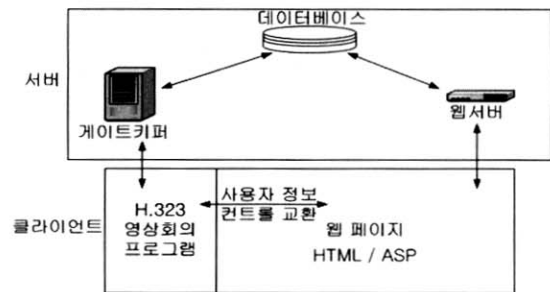 데이터베이스
서버
게이트키퍼
웹서버
클라이언트
H.323
영상회의
프로그램
사용자 정보
컨트롤 교환
웹 페이지
HTML / ASP